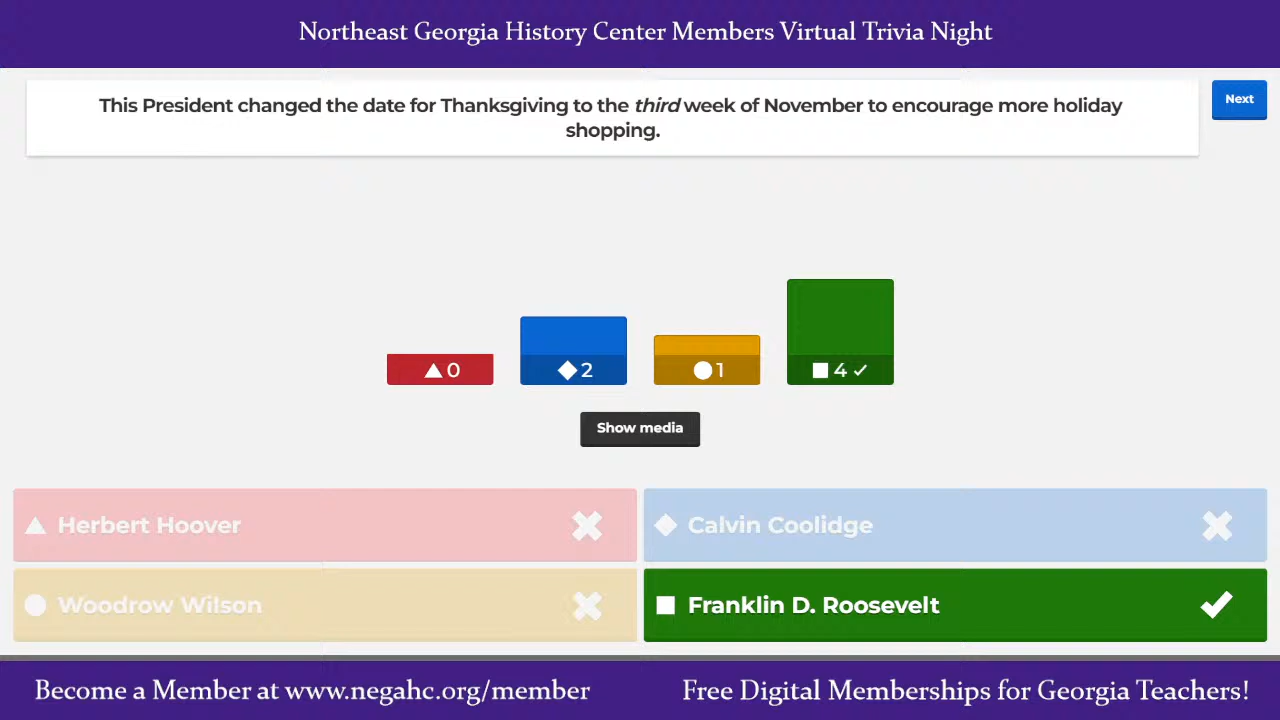 Northeast Georgia History Center Members Virtual Trivia Night
This President changed the date for Thanksgiving to the third week of November to encourage more holiday
shopping.
Next
0
2
1
4
Show media
Herbert Hoover
Calvin Coolidge
Woodrow Wilson
Franklin D. Roosevelt
Become a Member at www.negahc.org/member
Free Digital Memberships for Georgia Teachers!